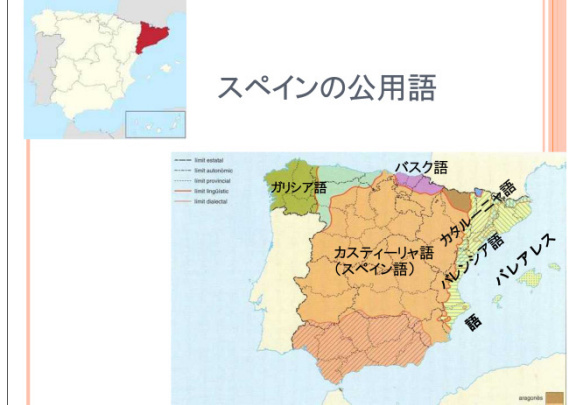 スペインの公用語
límit estatal
límit autonòmic
límit provincial
límit lingüístic
límit dialectal
ガリシア語
バスク語
カタルーニャ語
カスティーリャ語
(スペイン語)
バレンシア語
バレアレス
語
aragonès